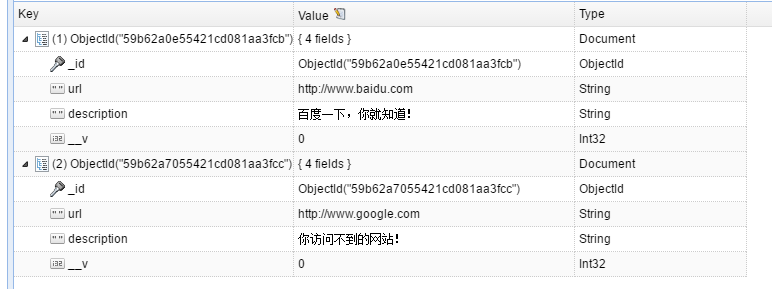 Key Value Type
(1) ObjectId("59b62a0e55421cd081aa3fcb") { 4 fields } Document
_id ObjectId("59b62a0e55421cd081aa3fcb") ObjectId
"" url http://www.baidu.com String
"" description 百度一下，你就知道! String
i32 __v 0 Int32
(2) ObjectId("59b62a7055421cd081aa3fcc") { 4 fields } Document
_id ObjectId("59b62a7055421cd081aa3fcc") ObjectId
"" url http://www.google.com String
"" description 你访问不到的网站! String
i32 __v 0 Int32